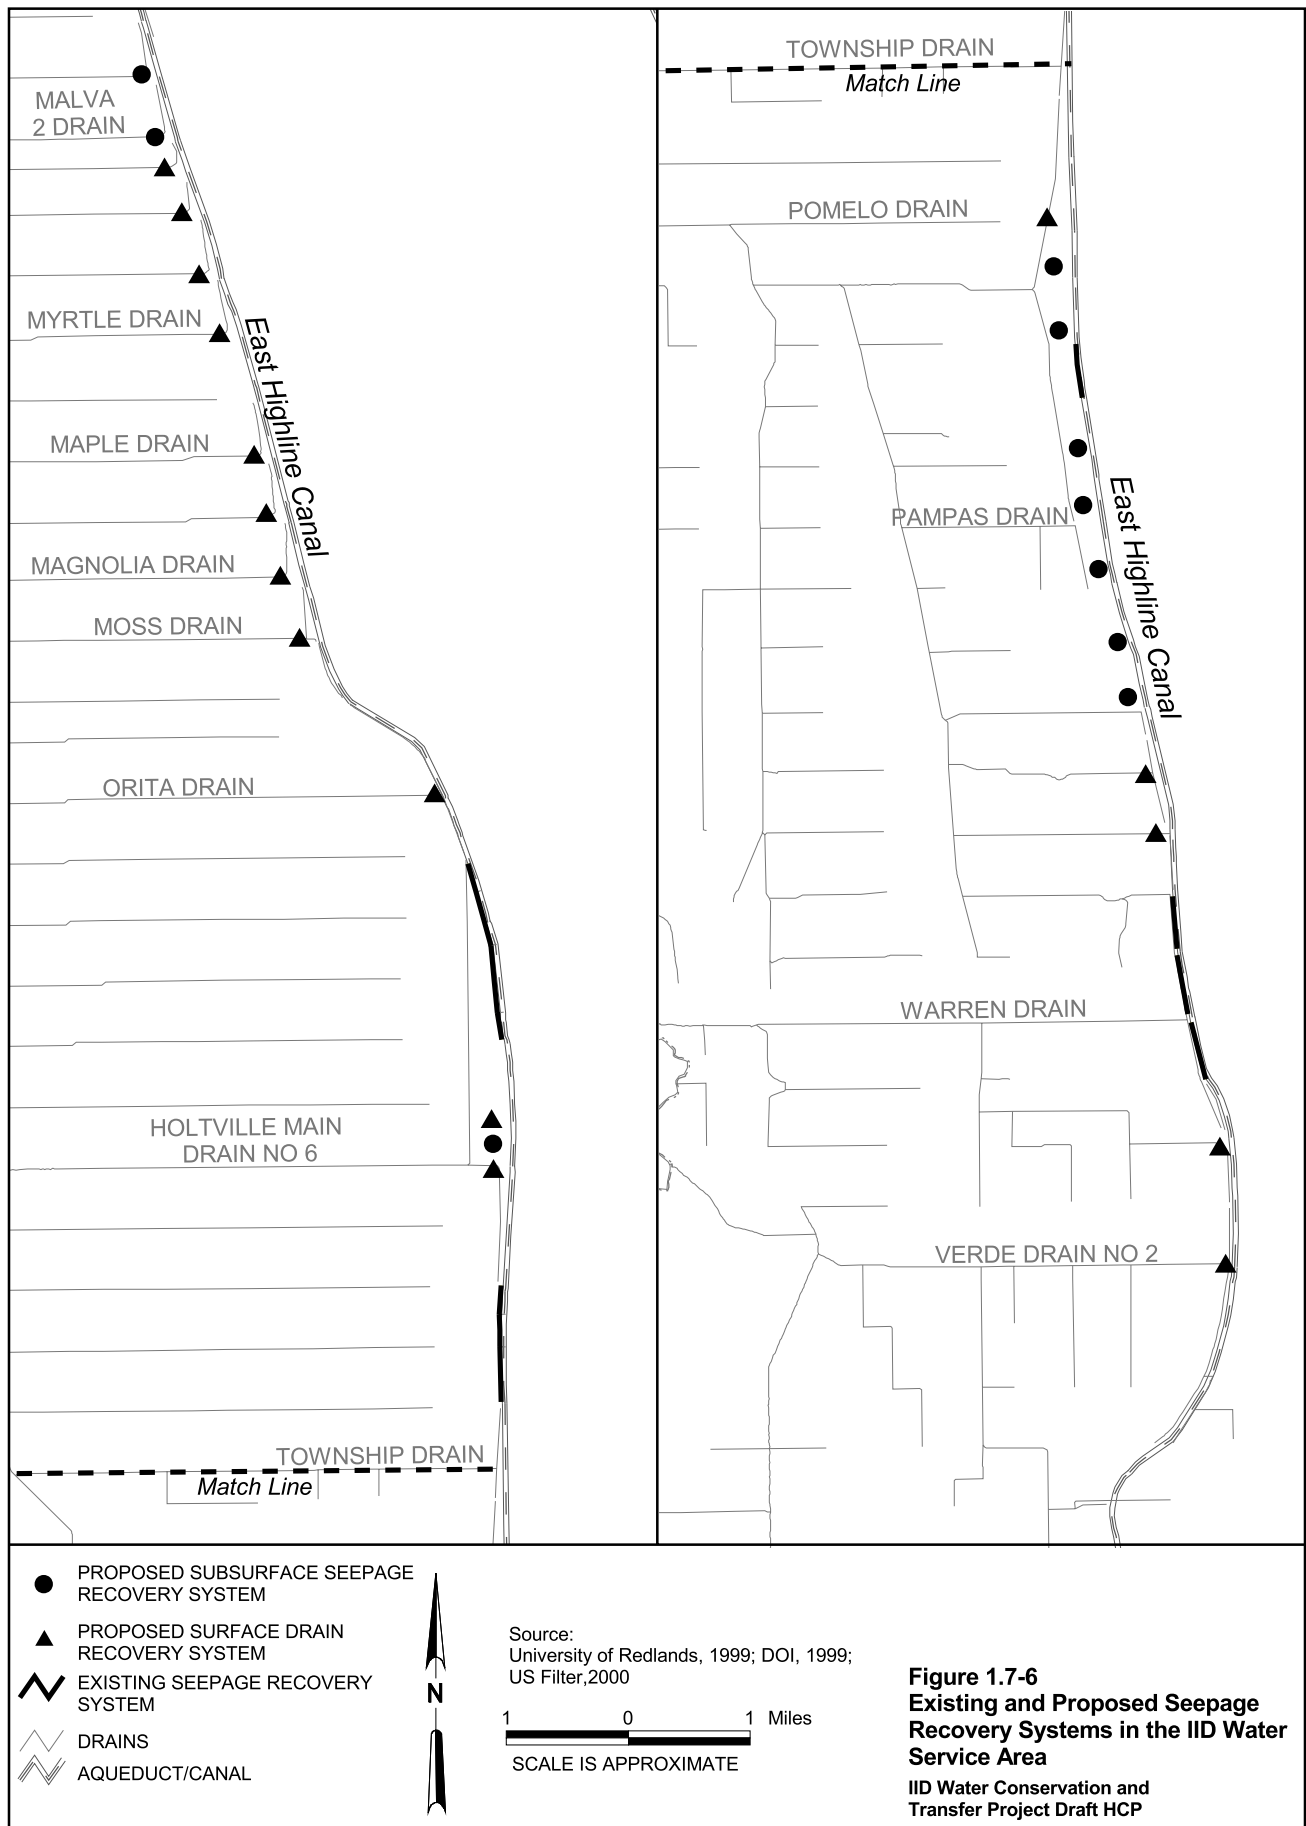 MALVA
2 DRAIN
MYRTLE DRAIN
East Highline Canal
MAPLE DRAIN
MAGNOLIA DRAIN
MOSS DRAIN
ORITA DRAIN
HOLTVILLE MAIN
DRAIN NO 6
TOWNSHIP DRAIN
Match Line
TOWNSHIP DRAIN
Match Line
POMELO DRAIN
East Highline Canal
PAMPAS DRAIN
WARREN DRAIN
VERDE DRAIN NO 2
PROPOSED SUBSURFACE SEEPAGE
RECOVERY SYSTEM
PROPOSED SURFACE DRAIN
RECOVERY SYSTEM
EXISTING SEEPAGE RECOVERY
SYSTEM
DRAINS
AQUEDUCT/CANAL
N
Source:
University of Redlands, 1999; DOI, 1999;
US Filter,2000
1 0 1 Miles
SCALE IS APPROXIMATE
Figure 1.7-6
Existing and Proposed Seepage
Recovery Systems in the IID Water
Service Area
IID Water Conservation and
Transfer Project Draft HCP